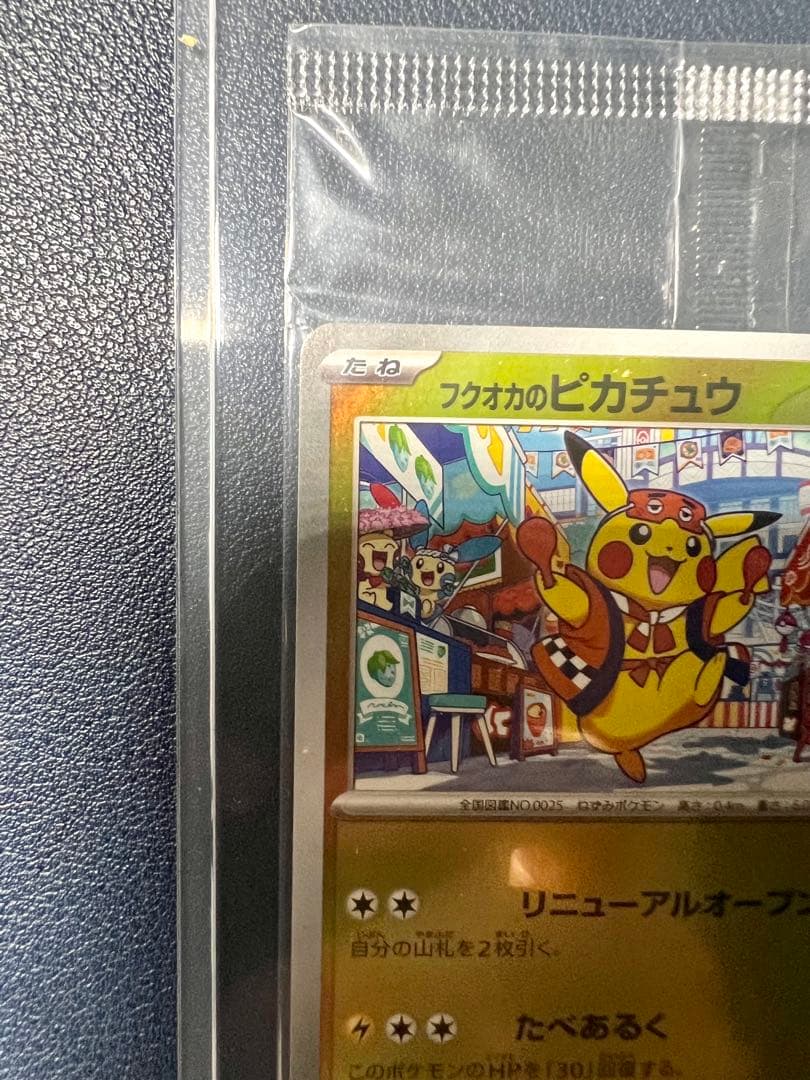 たね
フクオカのピカチュウ
全国図鑑NO.0025 ねずみポケモン 高さ:0.4m 重さ:
リニューアルオープン
自分の山札を2枚引く。
たべあるく
このポケモンのHPを「30」回復する。